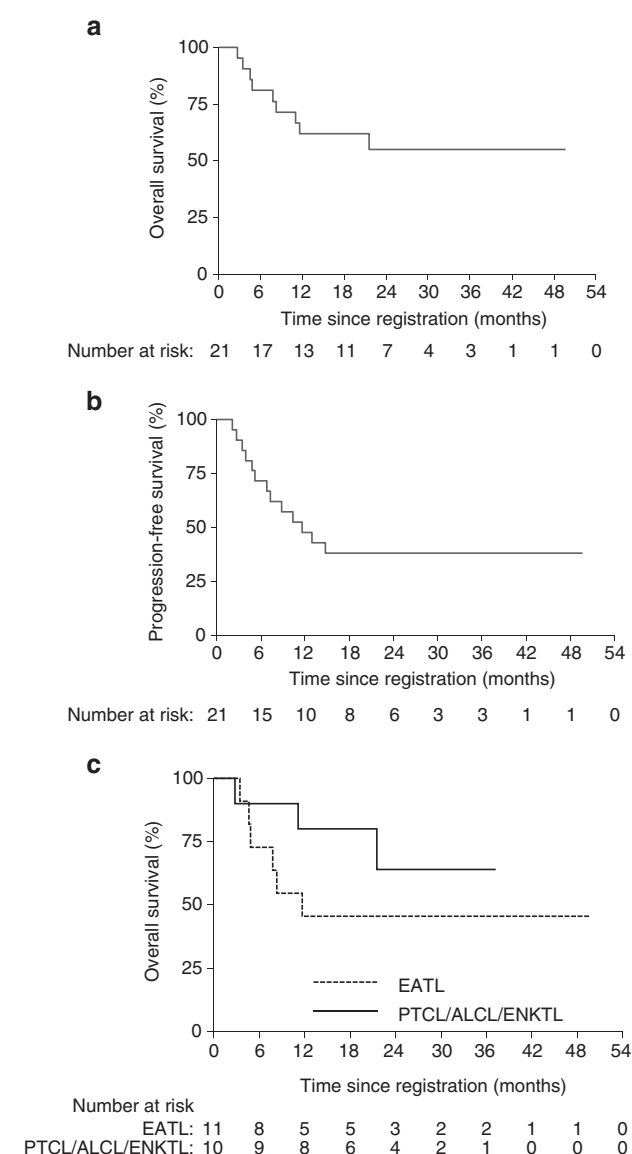 a
Overall survival (%)
100
75
50
25
0
0 6 12 18 24 30 36 42 48 54
Time since registration (months)
Number at risk: 21 17 13 11 7 4 3 1 1 0
b
Progression-free survival (%)
100
75
50
25
0
0 6 12 18 24 30 36 42 48 54
Time since registration (months)
Number at risk: 21 15 10 8 6 3 3 1 1 0
c
Overall survival (%)
100
75
50
25
0
EATL
PTCL/ALCL/ENKTL
0 6 12 18 24 30 36 42 48 54
Time since registration (months)
Number at risk
EATL: 11 8 5 5 3 2 2 1 1 0
PTCL/ALCL/ENKTL: 10 9 8 6 4 2 1 0 0 0